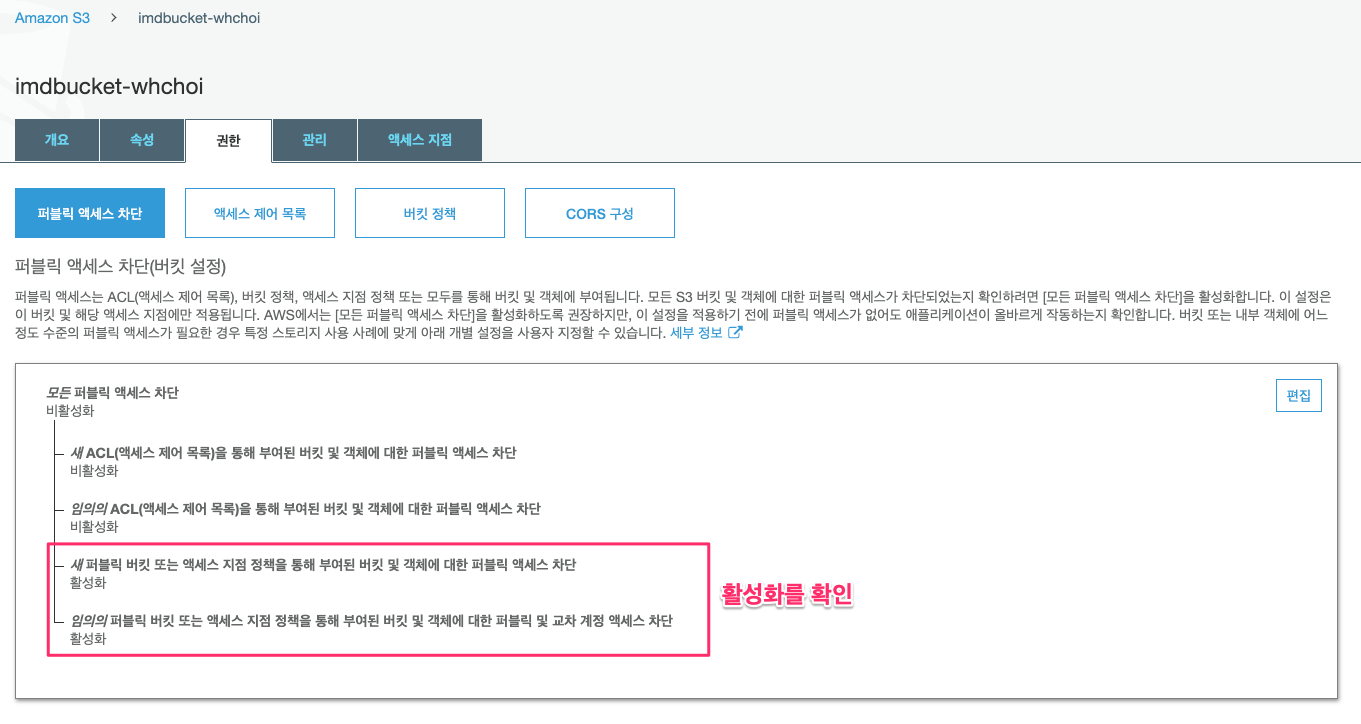 Amazon S3 > imdbucket-whchoi
imdbucket-whchoi
개요 속성 권한 관리 액세스 지점
퍼블릭 액세스 차단 액세스 제어 목록 버킷 정책 CORS 구성
퍼블릭 액세스 차단(버킷 설정)
퍼블릭 액세스는 ACL(액세스 제어 목록), 버킷 정책, 액세스 지점 정책 또는 모두를 통해 버킷 및 객체에 부여됩니다. 모든 S3 버킷 및 객체에 대한 퍼블릭 액세스가 차단되었는지 확인하려면 [모든 퍼블릭 액세스 차단]을 활성화합니다. 이 설정은
이 버킷 및 해당 액세스 지점에만 적용됩니다. AWS에서는 [모든 퍼블릭 액세스 차단]을 활성화하도록 권장하지만, 이 설정을 적용하기 전에 퍼블릭 액세스가 없어도 애플리케이션이 올바르게 작동하는지 확인합니다. 버킷 또는 내부 객체에 어느
정도 수준의 퍼블릭 액세스가 필요한 경우 특정 스토리지 사용 사례에 맞게 아래 개별 설정을 사용자 지정할 수 있습니다. 세부 정보
모든 퍼블릭 액세스 차단
편집
비활성화
새 ACL(액세스 제어 목록)을 통해 부여된 버킷 및 객체에 대한 퍼블릭 액세스 차단
비활성화
임의의 ACL(액세스 제어 목록)을 통해 부여된 버킷 및 객체에 대한 퍼블릭 액세스 차단
비활성화
새 퍼블릭 버킷 또는 액세스 지점 정책을 통해 부여된 버킷 및 객체에 대한 퍼블릭 액세스 차단
활성화
활성화를 확인
임의의 퍼블릭 버킷 또는 액세스 지점 정책을 통해 부여된 버킷 및 객체에 대한 퍼블릭 및 교차 계정 액세스 차단
활성화